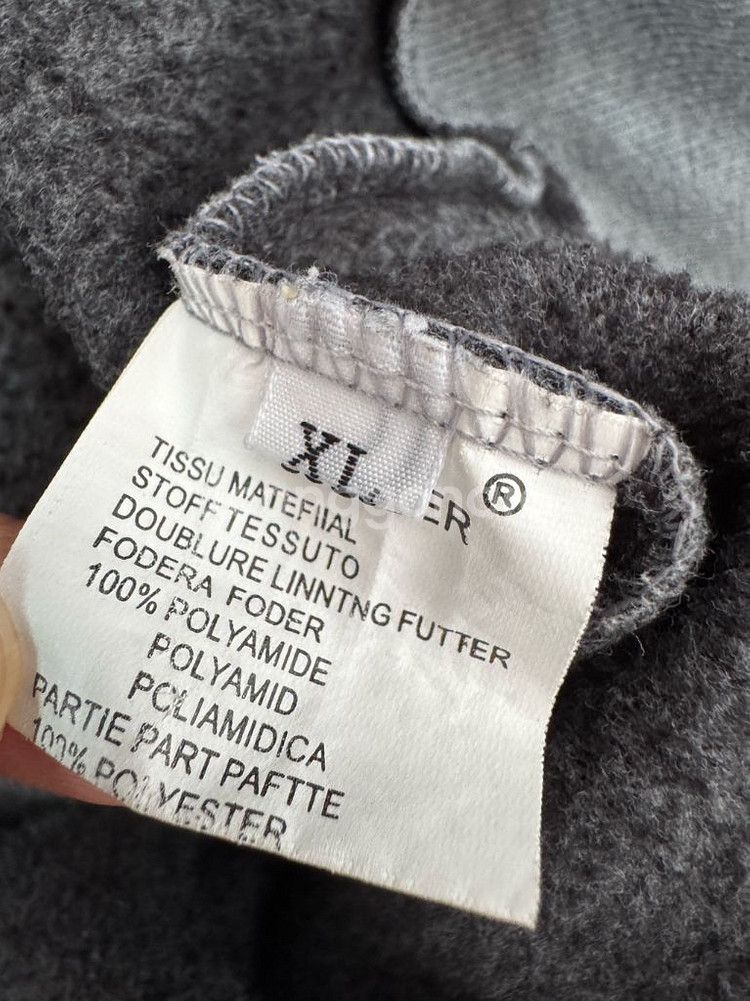 XL
ER®
TISSU MATEFIIAL
STOFF TESSUTO
DOUBLURE LINNTNG FUTTER
FODERA FODER
100% POLYAMIDE
POLYAMID
POLIAMIDICA
PARTIE PART PAFTTE
100% POLYESTER